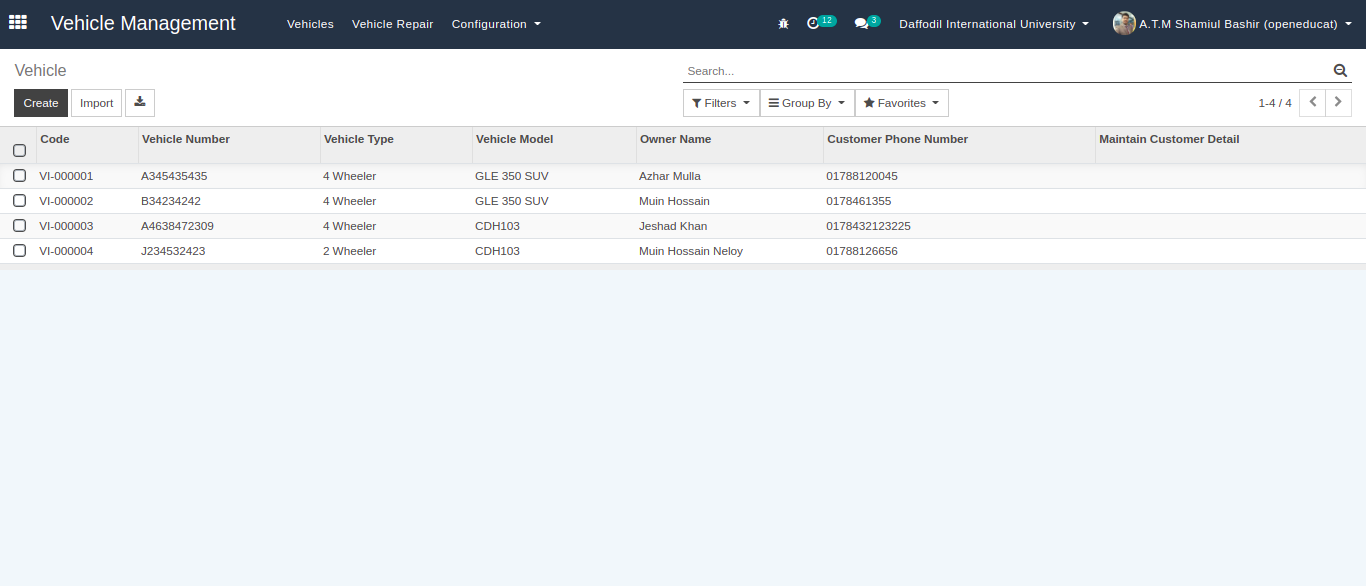 Vehicle Management Vehicles Vehicle Repair Configuration 12 3 Daffodil International University A.T.M Shamiul Bashir (openeducat)
Vehicle Search...
Create Import Filters Group By Favorites 1-4 / 4
Code Vehicle Number Vehicle Type Vehicle Model Owner Name Customer Phone Number Maintain Customer Detail
VI-000001 A345435435 4 Wheeler GLE 350 SUV Azhar Mulla 01788120045
VI-000002 B34234242 4 Wheeler GLE 350 SUV Muin Hossain 0178461355
VI-000003 A4638472309 4 Wheeler CDH103 Jeshad Khan 0178432123225
VI-000004 J234532423 2 Wheeler CDH103 Muin Hossain Neloy 01788126656